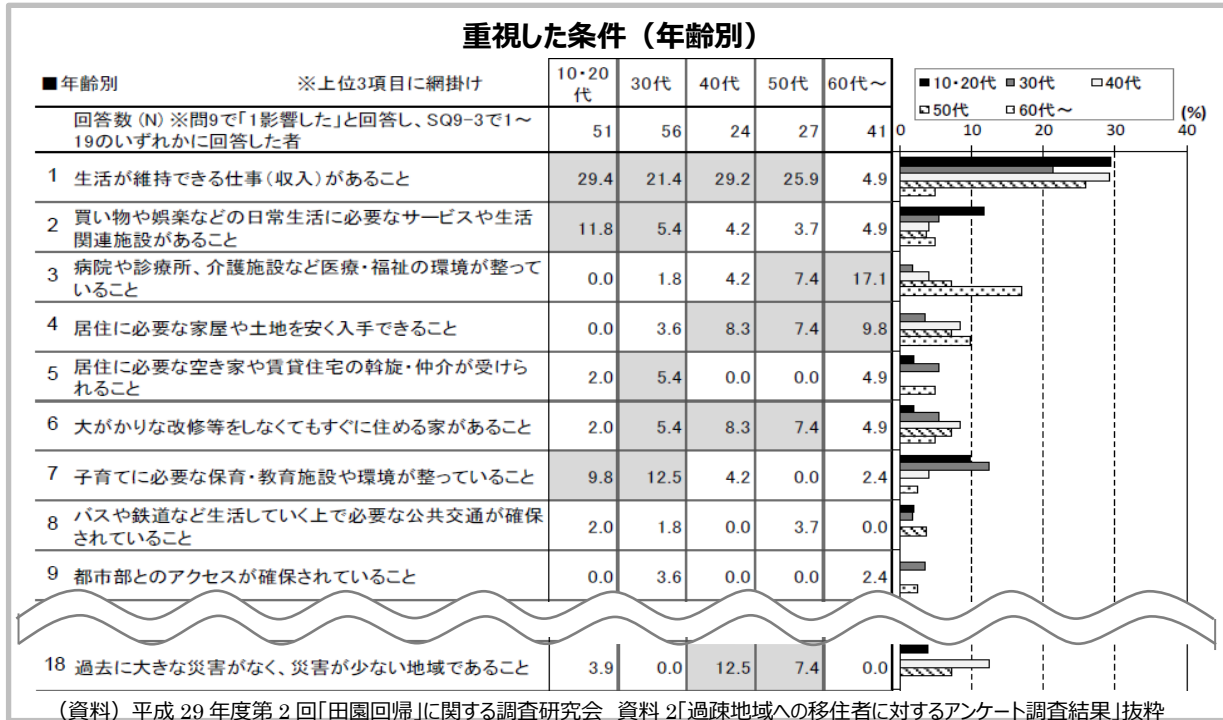 重視した条件（年齢別）
■年齢別 ※上位3項目に網掛け 10・20代 30代 40代 50代 60代～
回答数(N) ※問9で「1影響した」と回答し、SQ9-3で1～
19のいずれかに回答した者 51 56 24 27 41
1 生活が維持できる仕事(収入)があること 29.4 21.4 29.2 25.9 4.9
2 買い物や娯楽などの日常生活に必要なサービスや生活
関連施設があること 11.8 5.4 4.2 3.7 4.9
3 病院や診療所、介護施設など医療・福祉の環境が整って
いること 0.0 1.8 4.2 7.4 17.1
4 居住に必要な家屋や土地を安く入手できること 0.0 3.6 8.3 7.4 9.8
5 居住に必要な空き家や賃貸住宅の斡旋・仲介が受けら
れること 2.0 5.4 0.0 0.0 4.9
6 大がかりな改修等をしなくてもすぐに住める家があること 2.0 5.4 8.3 7.4 4.9
7 子育てに必要な保育・教育施設や環境が整っていること 9.8 12.5 4.2 0.0 2.4
8 バスや鉄道など生活していく上で必要な公共交通が確保
されていること 2.0 1.8 0.0 3.7 0.0
9 都市部とのアクセスが確保されていること 0.0 3.6 0.0 0.0 2.4
18 過去に大きな災害がなく、災害が少ない地域であること 3.9 0.0 12.5 7.4 0.0
■10・20代 ■30代 □40代
50代 □60代～
(%)
0 10 20 30 40
（資料）平成 29 年度第 2 回「田園回帰」に関する調査研究会 資料 2「過疎地域への移住者に対するアンケート調査結果」抜粋